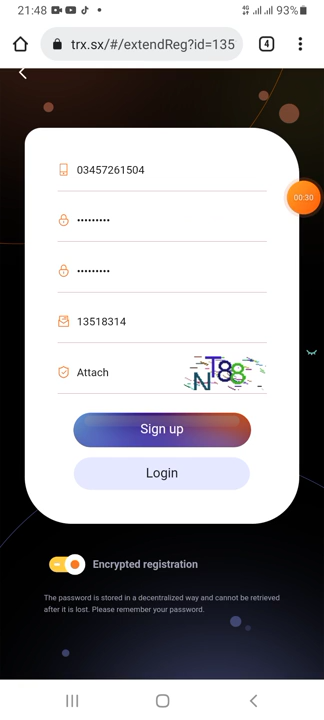 21:48
4G
93%
trx.sx/#/extendReg?id=135
4
03457261504
00:30
•••••••••
•••••••••
13518314
Attach
NT88
Sign up
Login
Encrypted registration
The password is stored in a decentralized way and cannot be retrieved
after it is lost. Please remember your password.